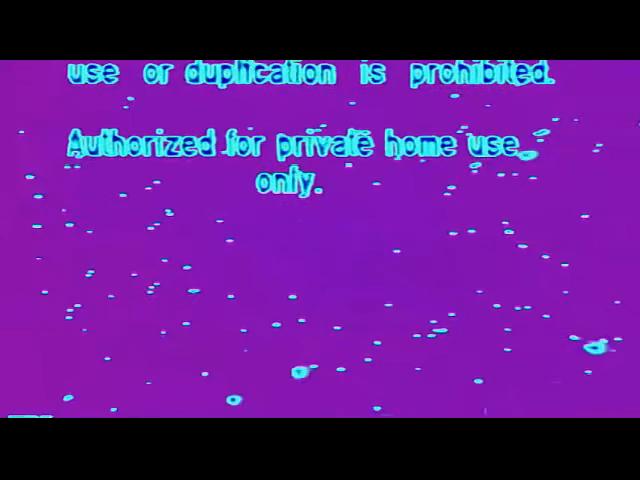 use or duplication is prohibited.
Authorized for private home use
only.